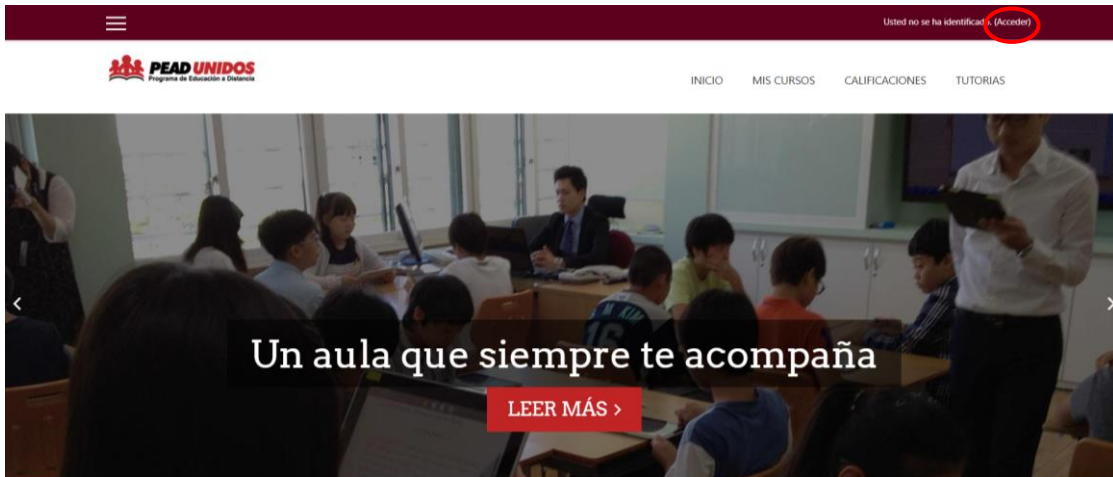 Usted no se ha identificado. (Acceder)
PEAD UNIDOS
Programa de Educación a Distancia
INICIO MIS CURSOS CALIFICACIONES TUTORIAS
Un aula que siempre te acompaña
LEER MÁS >